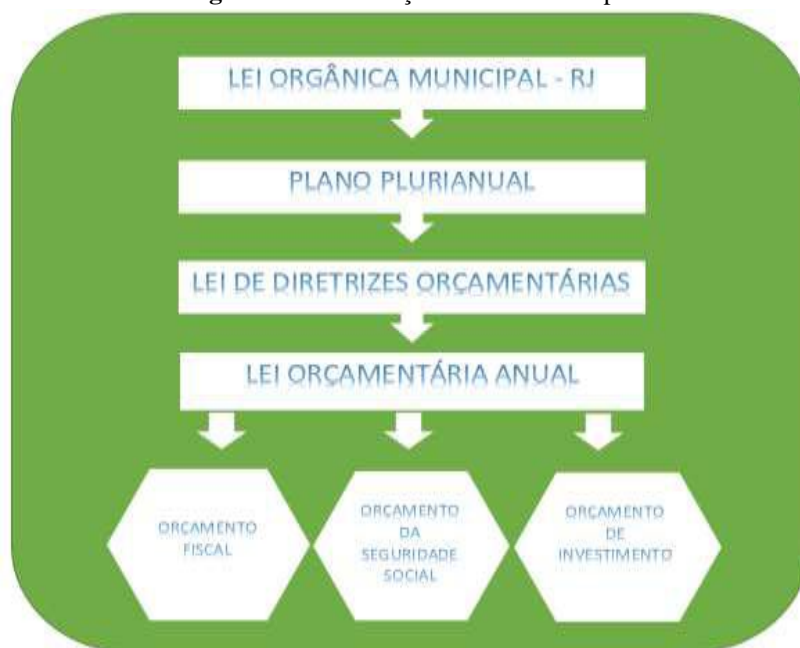 LEI ORGÂNICA MUNICIPAL - RJ
PLANO PLURIANUAL
LEI DE DIRETRIZES ORÇAMENTÁRIAS
LEI ORÇAMENTÁRIA ANUAL
ORÇAMENTO
FISCAL
ORÇAMENTO
DA
SEGURIDADE
SOCIAL
ORÇAMENTO
DE
INVESTIMENTO